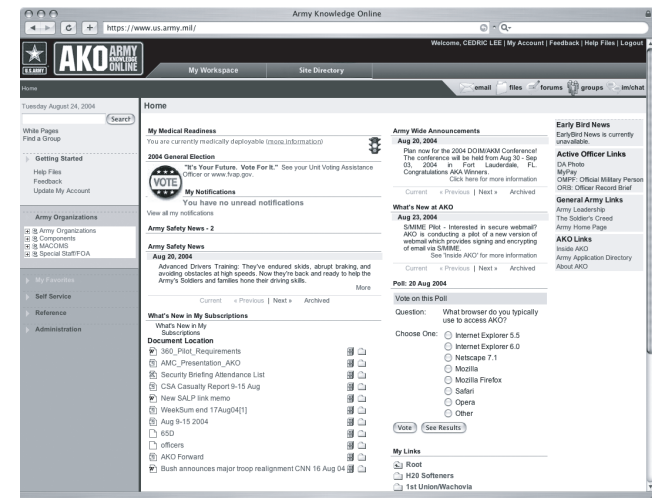 Army Knowledge Online
https://www.us.army.mil/
Q-
Welcome, CEDRIC LEE | My Account | Feedback | Help Files | Logout
U.S.ARMY
AKO ARMY KNOWLEDGE ONLINE
My Workspace
Site Directory
Home
email files forums groups im/chat
Tuesday August 24, 2004
Search
White Pages
Find a Group
Getting Started
Help Files
Feedback
Update My Account
Army Organizations
Army Organizations
Components
MACOMS
Special Staff/FOA
My Favorites
Self Service
Reference
Administration
Home
My Medical Readiness
You are currently medically deployable (more information)
2004 General Election
VOTE
"It's Your Future. Vote For It." See your Unit Voting Assistance
Officer or www.fvap.gov.
My Notifications
You have no unread notifications
View all my notifications
Army Safety News - 2
Army Safety News
Aug 20, 2004
Advanced Drivers Training: They've endured skids, abrupt braking, and
avoiding obstacles at high speeds. Now they're back and ready to help the
Army's Soldiers and families hone their driving skills.
More
Current « Previous | Next » Archived
What's New in My Subscriptions
What's New in My
Subscriptions
Document Location
360_Pilot_Requirements
AMC_Presentation_AKO
Security Briefing Attendance List
CSA Casualty Report 9-15 Aug
New SALP link memo
WeekSum end 17Aug04[1]
Aug 9-15 2004
65D
officers
AKO Forward
Bush announces major troop realignment CNN 16 Aug 04
Army Wide Announcements
Aug 20, 2004
Plan now for the 2004 DOIM/AKM Conference!
The conference will be held from Aug 30 - Sep
03, 2004 in Fort Lauderdale, FL.
Congratulations AKA Winners.
Click here for more information
Current « Previous | Next » Archived
What's New at AKO
Aug 23, 2004
S/MIME Pilot - Interested in secure webmail?
AKO is conducting a pilot of a new version of
webmail which provides signing and encrypting
of email via S/MIME.
See 'Inside AKO' for more information
Current « Previous | Next » Archived
Poll: 20 Aug 2004
Vote on this Poll
Question: What browser do you typically
use to access AKO?
Choose One: Internet Explorer 5.5
Internet Explorer 6.0
Netscape 7.1
Mozilla
Mozilla Firefox
Safari
Opera
Other
Vote See Results
My Links
Root
H20 Softeners
1st Union/Wachovia
Early Bird News
EarlyBird News is currently
unavailable.
Active Officer Links
DA Photo
MyPay
OMPF: Official Military Person
ORB: Officer Record Brief
General Army Links
Army Leadership
The Soldier's Creed
Army Home Page
AKO Links
Inside AKO
Army Application Directory
About AKO